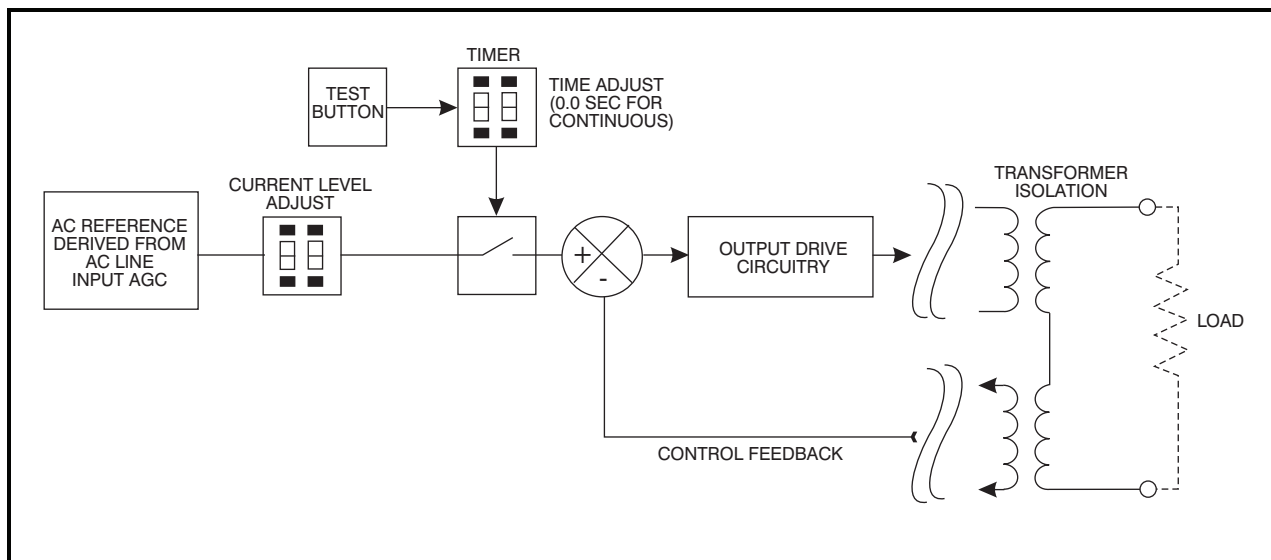 TIMER
TEST
BUTTON
TIME ADJUST
(0.0 SEC FOR
CONTINUOUS)
CURRENT LEVEL
ADJUST
AC REFERENCE
DERIVED FROM
AC LINE
INPUT AGC
+
-
OUTPUT DRIVE
CIRCUITRY
TRANSFORMER
ISOLATION
LOAD
CONTROL FEEDBACK